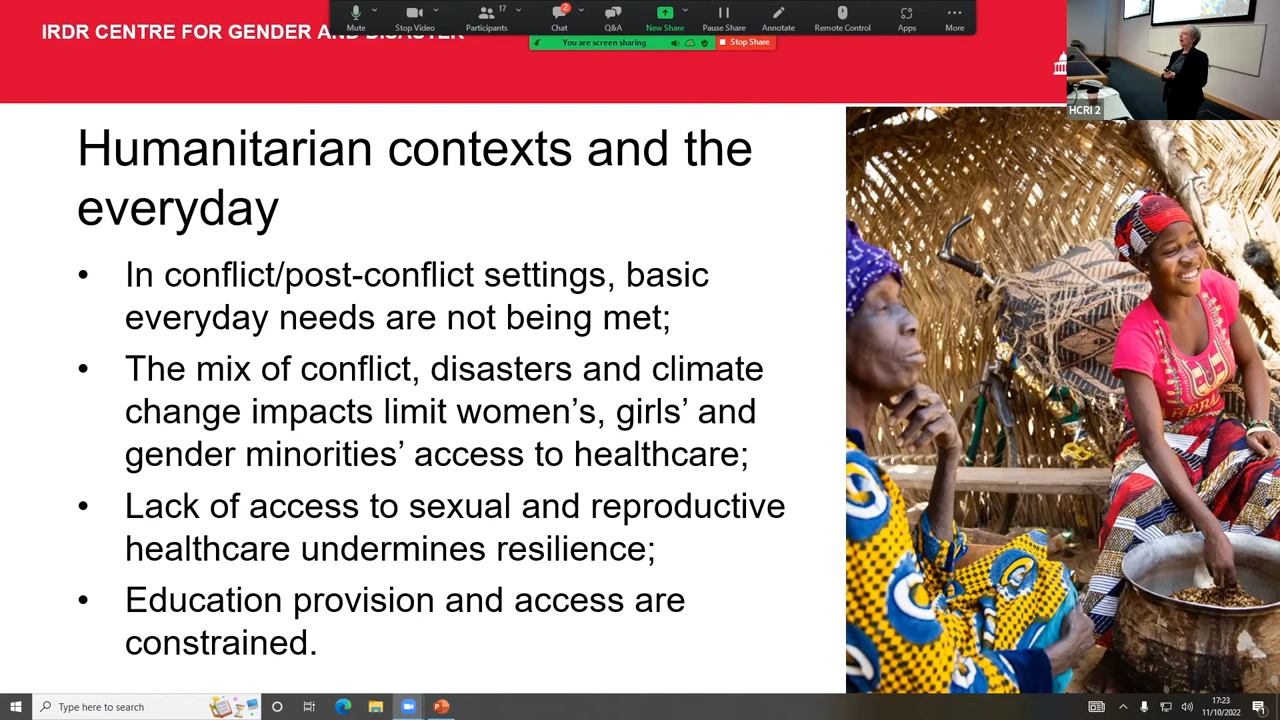 Mute
Stop Video
Participants
17
Chat
2
Q&A
New Share
Pause Share
Annotate
Remote Control
Apps
More
You are screen sharing
Stop Share
IRDR CENTRE FOR GENDER AND DISASTER
HCRI 2
Humanitarian contexts and the
everyday
• In conflict/post-conflict settings, basic
everyday needs are not being met;
• The mix of conflict, disasters and climate
change impacts limit women’s, girls’ and
gender minorities’ access to healthcare;
• Lack of access to sexual and reproductive
healthcare undermines resilience;
• Education provision and access are
constrained.
Type here to search
17:23
11/10/2022
1